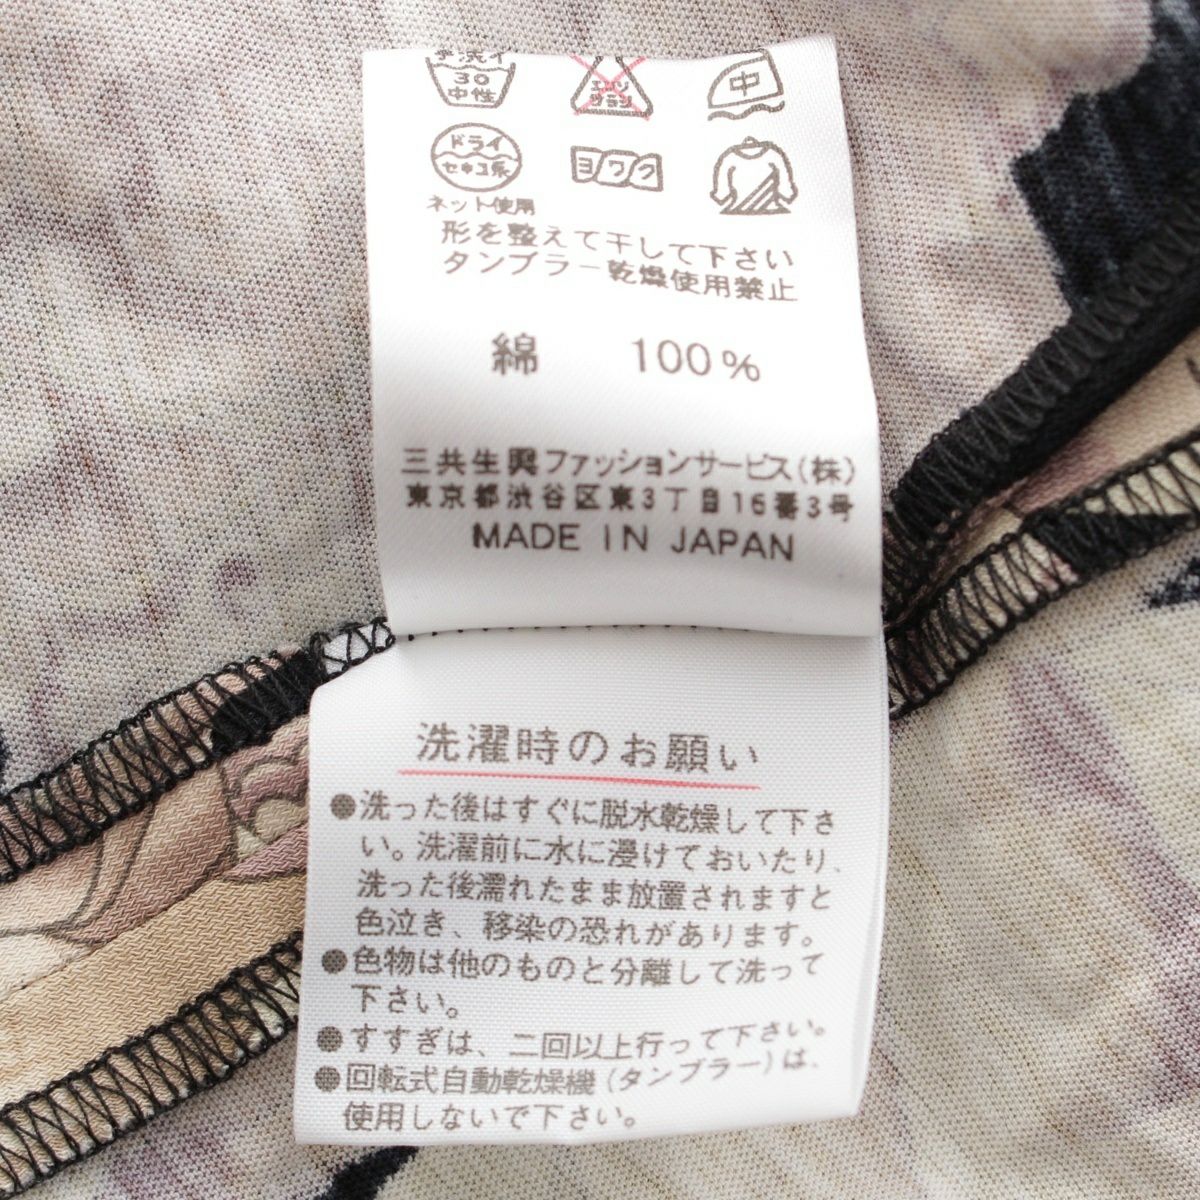 手洗イ
30
中性
エンソ
サラシ
中
ドライ
セキユ系
ヨワク
ネット使用
形を整えて干して下さい
タンブラー乾燥使用禁止
綿 100%
三共生興ファッションサービス(株)
東京都渋谷区東3丁目16番3号
MADE IN JAPAN
洗濯時のお願い
●洗った後はすぐに脱水乾燥して下さ
い。洗濯前に水に浸けておいたり、
洗った後濡れたまま放置されますと
色泣き、移染の恐れがあります。
●色物は他のものと分離して洗って
下さい。
●すすぎは、二回以上行って下さい。
●回転式自動乾燥機(タンブラー)は、
使用しないで下さい。